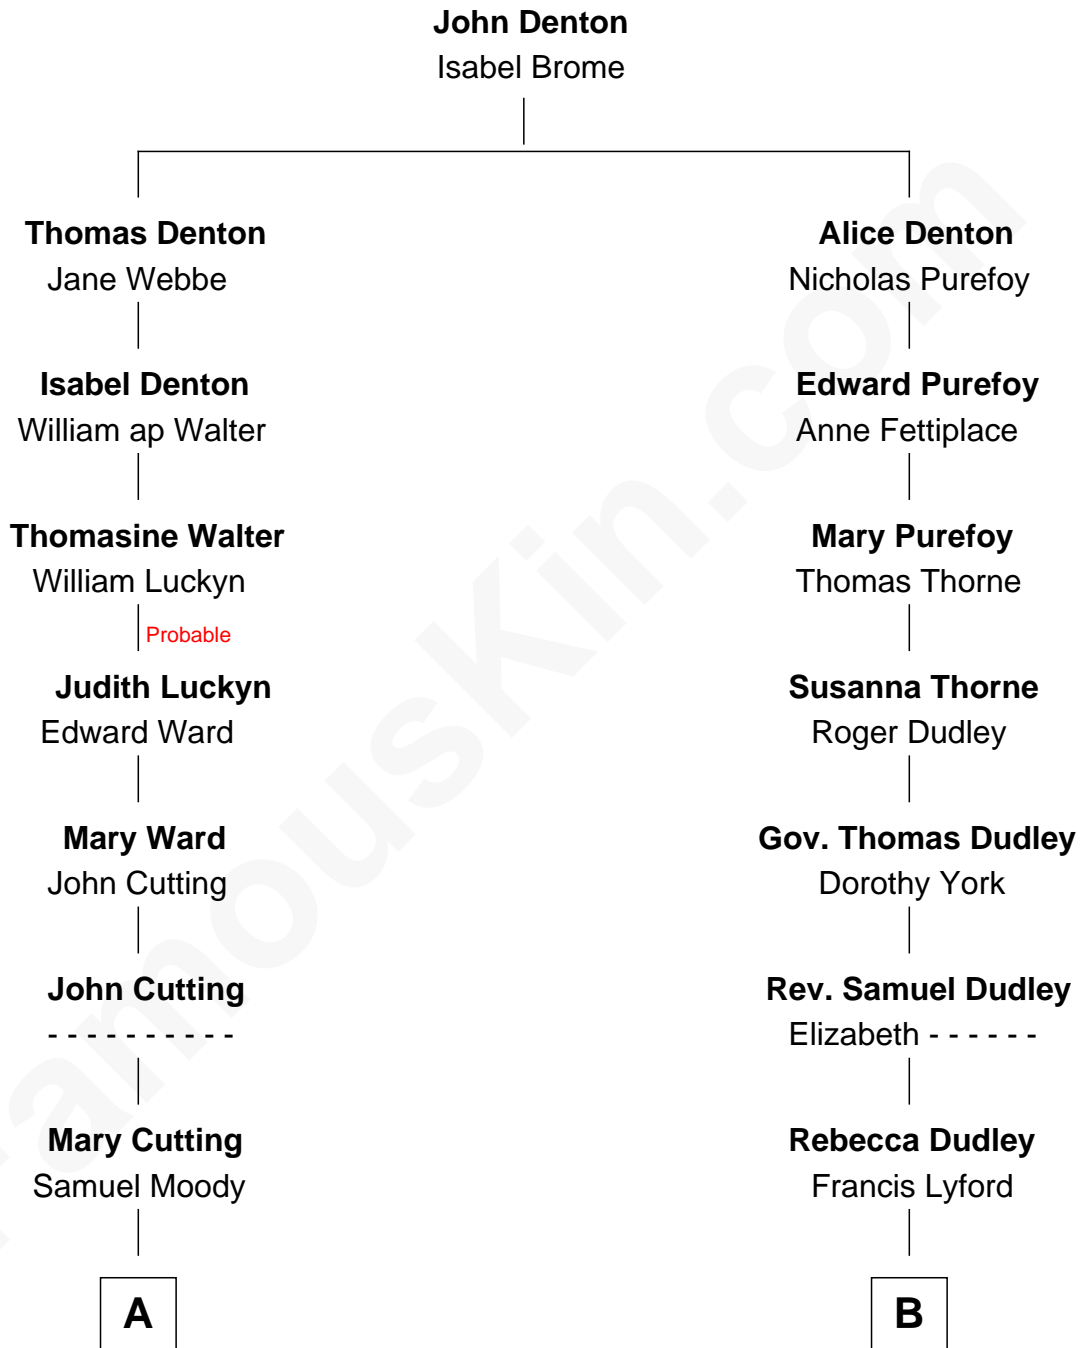 John Denton
Isabel Brome
Thomas Denton
Jane Webbe
Isabel Denton
William ap Walter
Thomasine Walter
William Luckyn
Probable
Judith Luckyn
Edward Ward
Mary Ward
John Cutting
John Cutting
- - - - - - - - - -
Mary Cutting
Samuel Moody
A
Alice Denton
Nicholas Purefoy
Edward Purefoy
Anne Fettiplace
Mary Purefoy
Thomas Thorne
Susanna Thorne
Roger Dudley
Gov. Thomas Dudley
Dorothy York
Rev. Samuel Dudley
Elizabeth - - - - - -
Rebecca Dudley
Francis Lyford
B
FamousKin.com